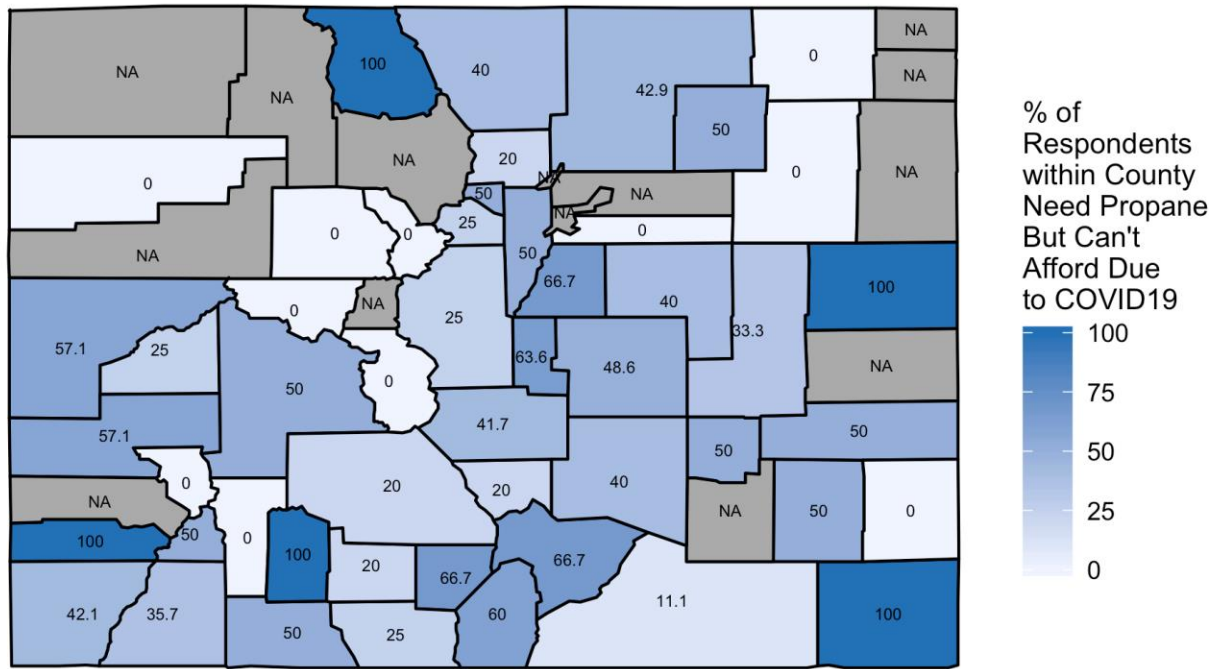 NA
100
40
0
NA
NA
NA
42.9
50
NA
20
0
NA
0
NA
50
NA
NA
25
0
0
0
NA
50
66.7
40
100
0
NA
25
33.3
57.1
25
63.6
48.6
NA
50
0
41.7
50
57.1
50
0
20
20
40
NA
50
0
NA
100
50
0
100
20
66.7
66.7
42.1
35.7
50
25
60
11.1
100
% of
Respondents
within County
Need Propane
But Can't
Afford Due
to COVID19
100
75
50
25
0